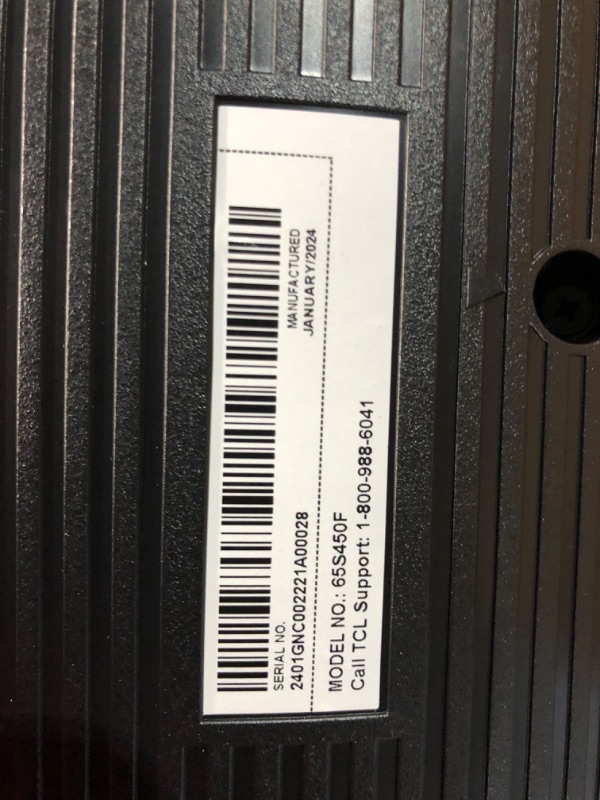 SERIAL NO.
2401GNC002221A00028
MANUFACTURED
JANUARY/2024
MODEL NO.: 65S450F
Call TCL Support: 1-800-988-6041